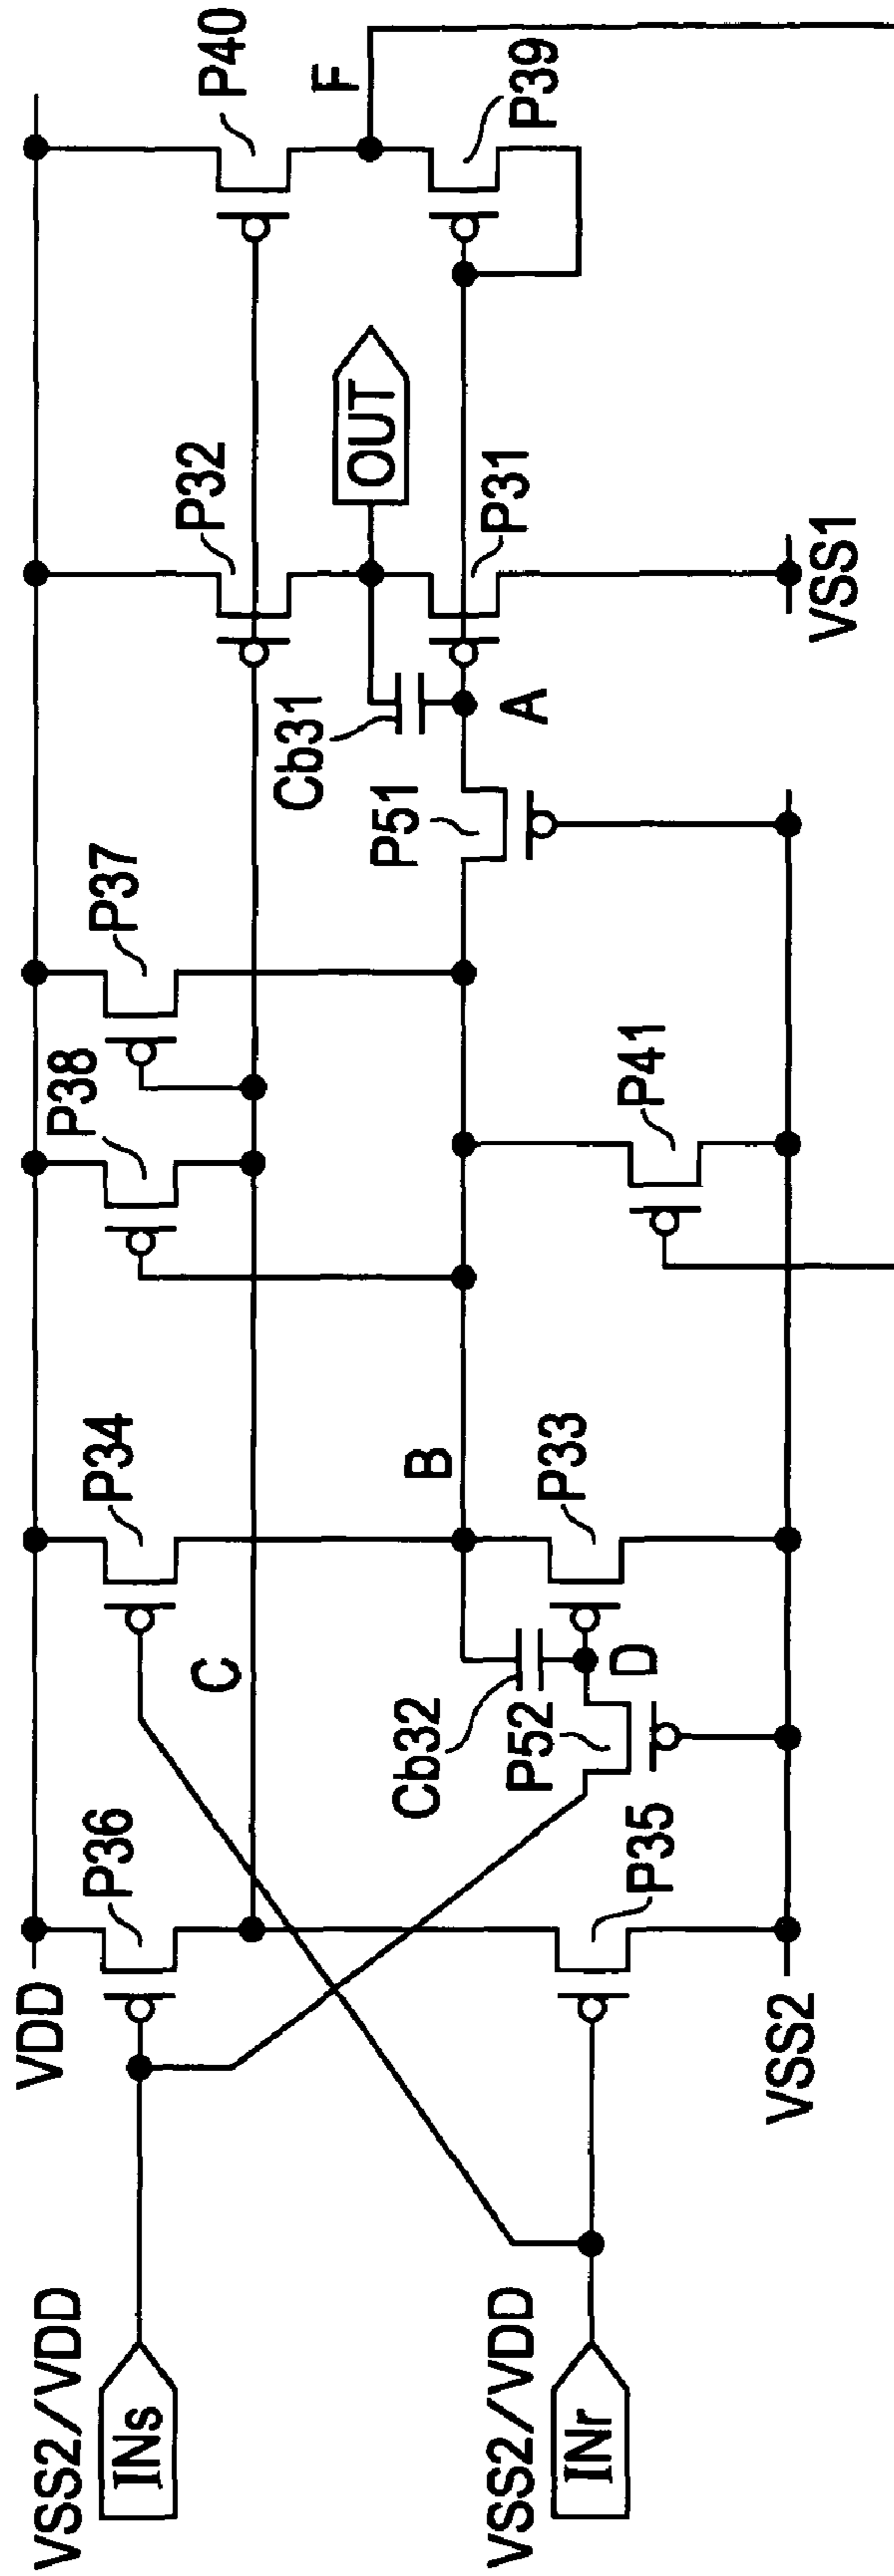 VSS2/VDD
INs
VSS2/VDD
INr
VDD
P36
P34
P38
P37
P32
P40
C
Cb31
OUT
F
B
P51
A
P31
P39
Cb32
P52
D
P33
P41
P35
VSS2
VSS1